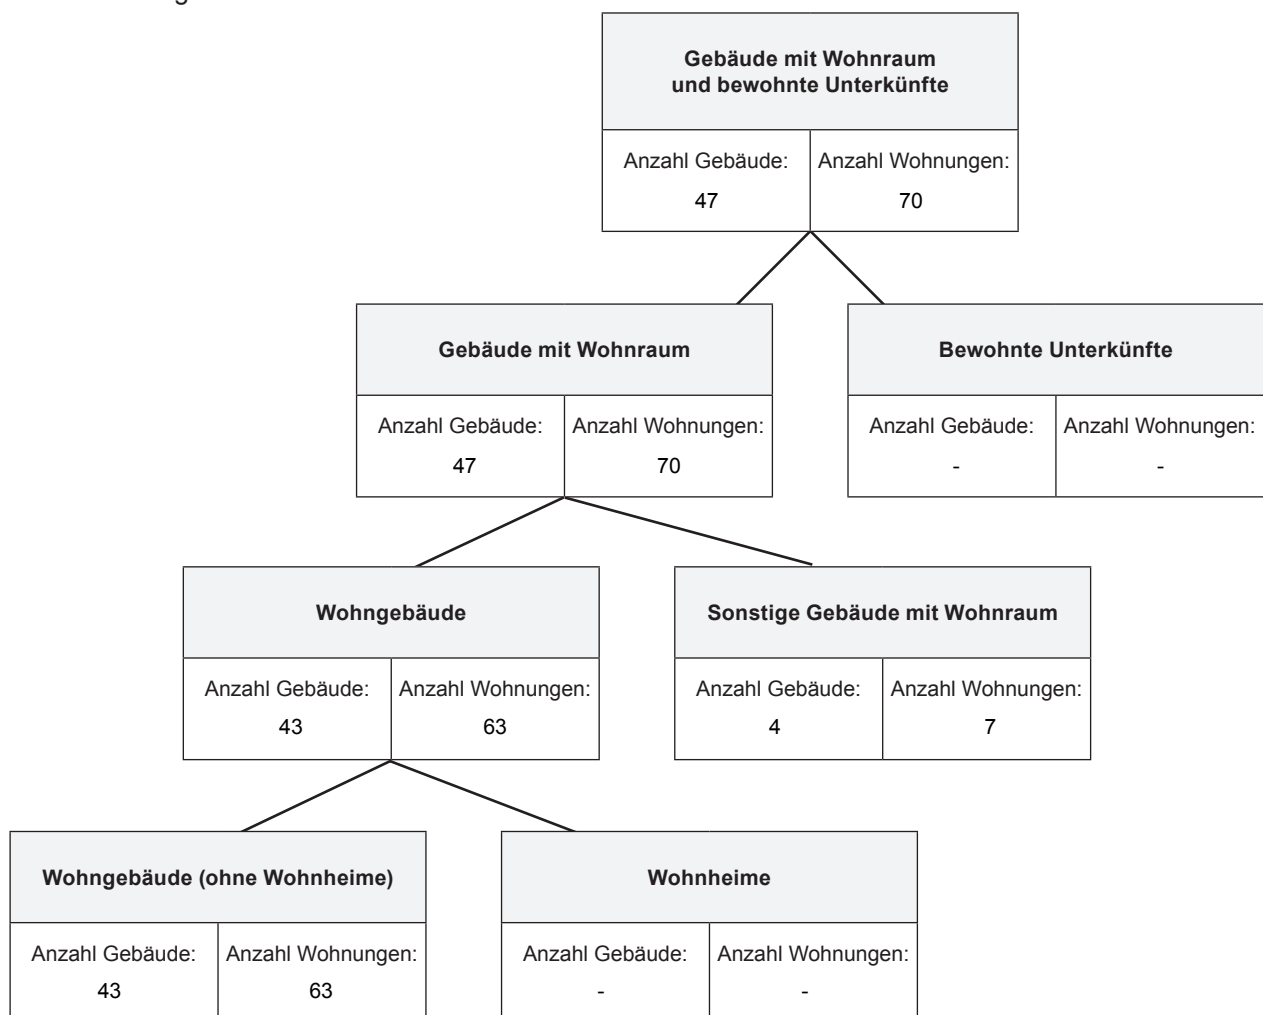 Gebäude mit Wohnraum
und bewohnte Unterkünfte
Anzahl Gebäude: Anzahl Wohnungen:
47 70
Gebäude mit Wohnraum
Anzahl Gebäude: Anzahl Wohnungen:
47 70
Bewohnte Unterkünfte
Anzahl Gebäude: Anzahl Wohnungen:
- -
Wohngebäude
Anzahl Gebäude: Anzahl Wohnungen:
43 63
Sonstige Gebäude mit Wohnraum
Anzahl Gebäude: Anzahl Wohnungen:
4 7
Wohngebäude (ohne Wohnheime)
Anzahl Gebäude: Anzahl Wohnungen:
43 63
Wohnheime
Anzahl Gebäude: Anzahl Wohnungen:
- -